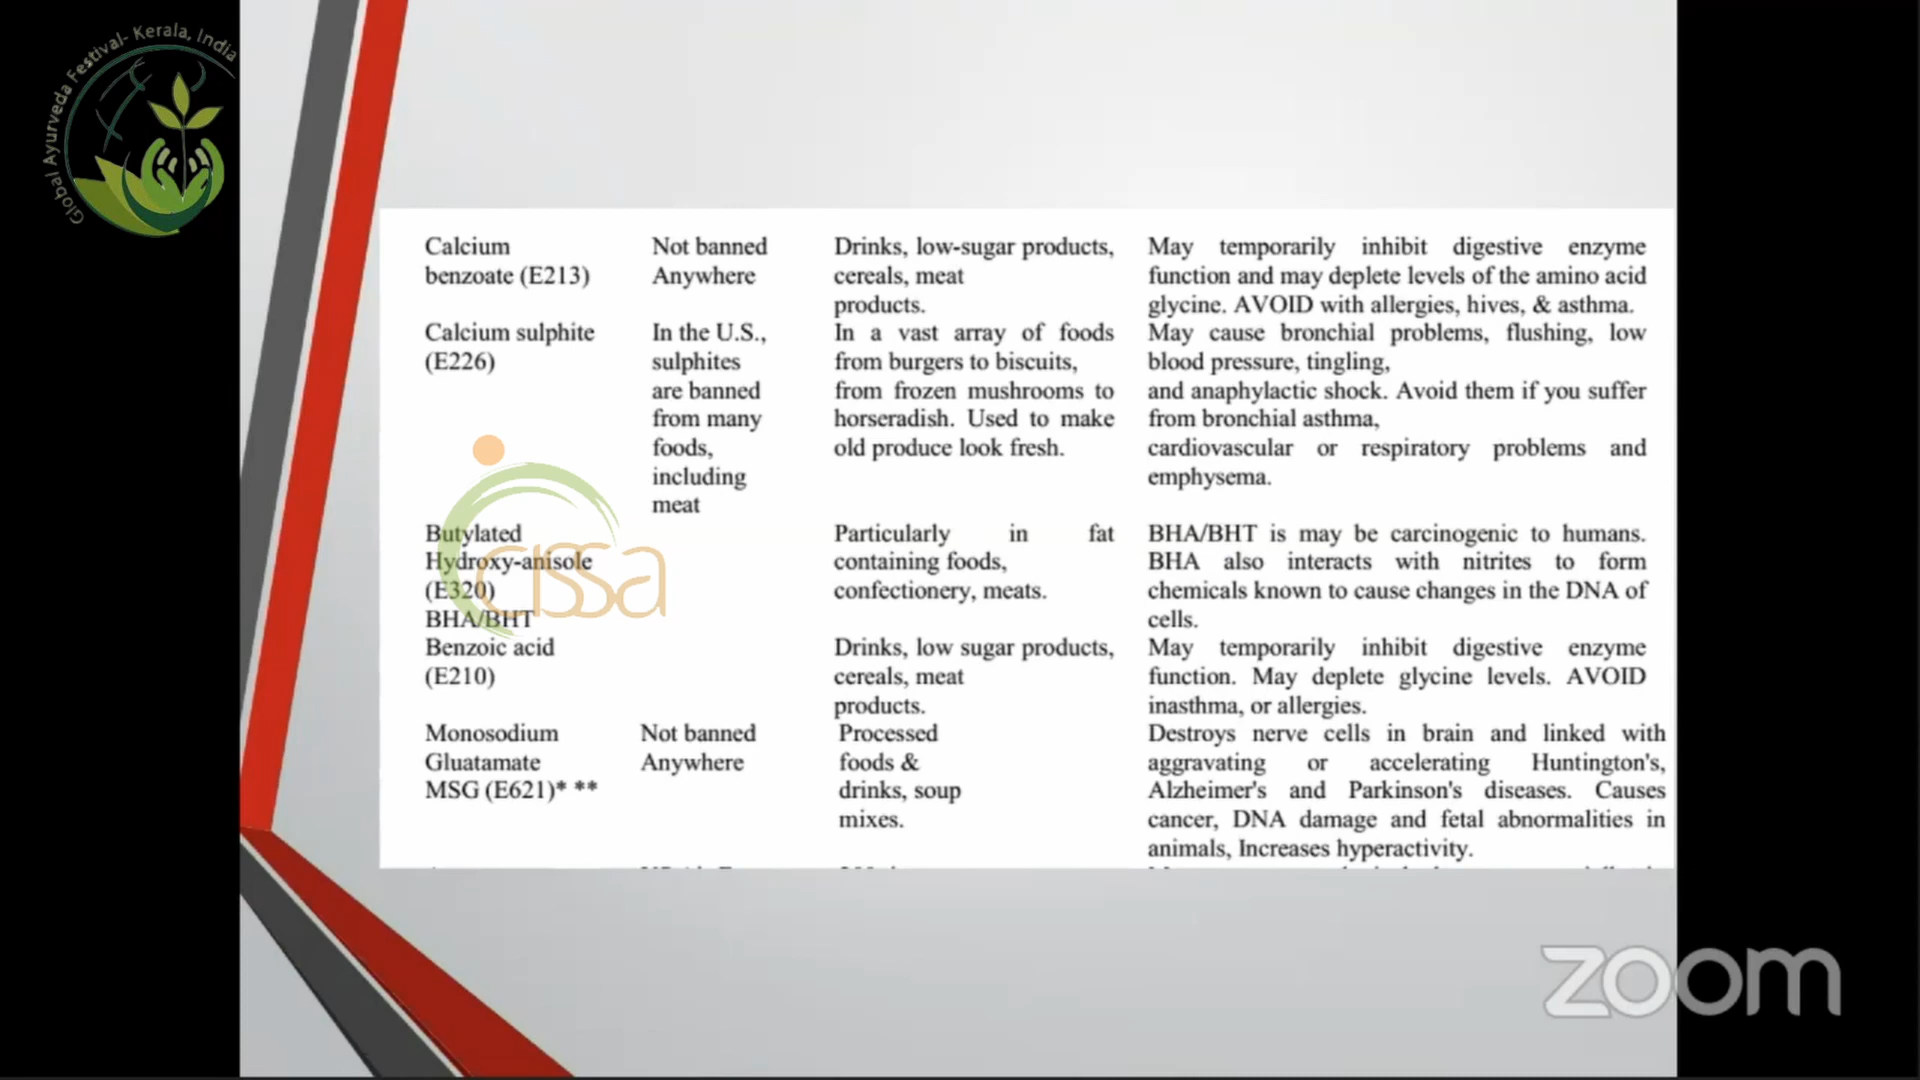 Global Ayurveda Festival- Kerala, India
Calcium
benzoate (E213)
Not banned
Anywhere
Drinks, low-sugar products,
cereals, meat
products.
May temporarily inhibit digestive enzyme
function and may deplete levels of the amino acid
glycine. AVOID with allergies, hives, & asthma.
Calcium sulphite
(E226)
In the U.S.,
sulphites
are banned
from many
foods,
including
meat
In a vast array of foods
from burgers to biscuits,
from frozen mushrooms to
horseradish. Used to make
old produce look fresh.
May cause bronchial problems, flushing, low
blood pressure, tingling,
and anaphylactic shock. Avoid them if you suffer
from bronchial asthma,
cardiovascular or respiratory problems and
emphysema.
Butylated
Hydroxy-anisole
(E320)
BHA/BHT
Particularly in fat
containing foods,
confectionery, meats.
BHA/BHT is may be carcinogenic to humans.
BHA also interacts with nitrites to form
chemicals known to cause changes in the DNA of
cells.
cissa
Benzoic acid
(E210)
Drinks, low sugar products,
cereals, meat
products.
May temporarily inhibit digestive enzyme
function. May deplete glycine levels. AVOID
inasthma, or allergies.
Monosodium
Gluatamate
MSG (E621)* **
Not banned
Anywhere
Processed
foods &
drinks, soup
mixes.
Destroys nerve cells in brain and linked with
aggravating or accelerating Huntington's,
Alzheimer's and Parkinson's diseases. Causes
cancer, DNA damage and fetal abnormalities in
animals, Increases hyperactivity.
zoom